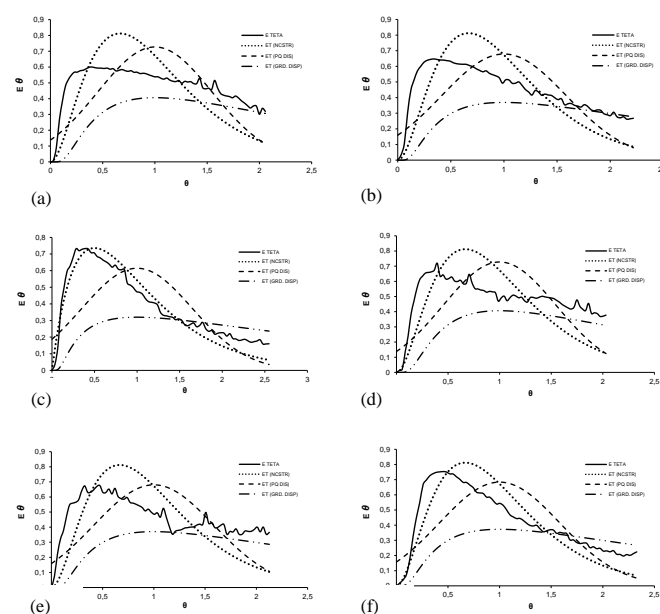 0,9
0,8
0,7
0,6
0,5
0,4
0,3
0,2
0,1
0
E θ
0 0,5 1 1,5 2 2,5
θ
E TETA
ET (NCSTR)
ET (PQ DIS)
ET (GRD. DISP)
(a)
0,9
0,8
0,7
0,6
0,5
0,4
0,3
0,2
0,1
0
E θ
0 0,5 1 1,5 2
θ
E TETA
ET (NCSTR)
ET (PQ DIS)
ET (GRD. DISP)
(b)
0,8
0,7
0,6
0,5
0,4
0,3
0,2
0,1
0
E θ
0 0,5 1 1,5 2 2,5 3
θ
E TETA
ET (NCSTR)
ET (PQ DIS)
ET (GRD. DISP)
(c)
0,9
0,8
0,7
0,6
0,5
0,4
0,3
0,2
0,1
0
E θ
0,5 1 1,5 2 2,5
θ
E TETA
ET (NCSTR)
ET (PQ DIS)
ET (GRD. DISP)
(d)
0,9
0,8
0,7
0,6
0,5
0,4
0,3
0,2
0,1
E θ
0,5 1 1,5 2 2,5
θ
E TETA
ET (NCSTR)
ET (PQ DIS)
ET (GRD. DISP)
(e)
0,9
0,8
0,7
0,6
0,5
0,4
0,3
0,2
0,1
0
E θ
0,5 1 1,5 2 2,5
θ
E TETA
ET (NCSTR)
ET (PQ DIS)
ET (GRD. DISP)
(f)